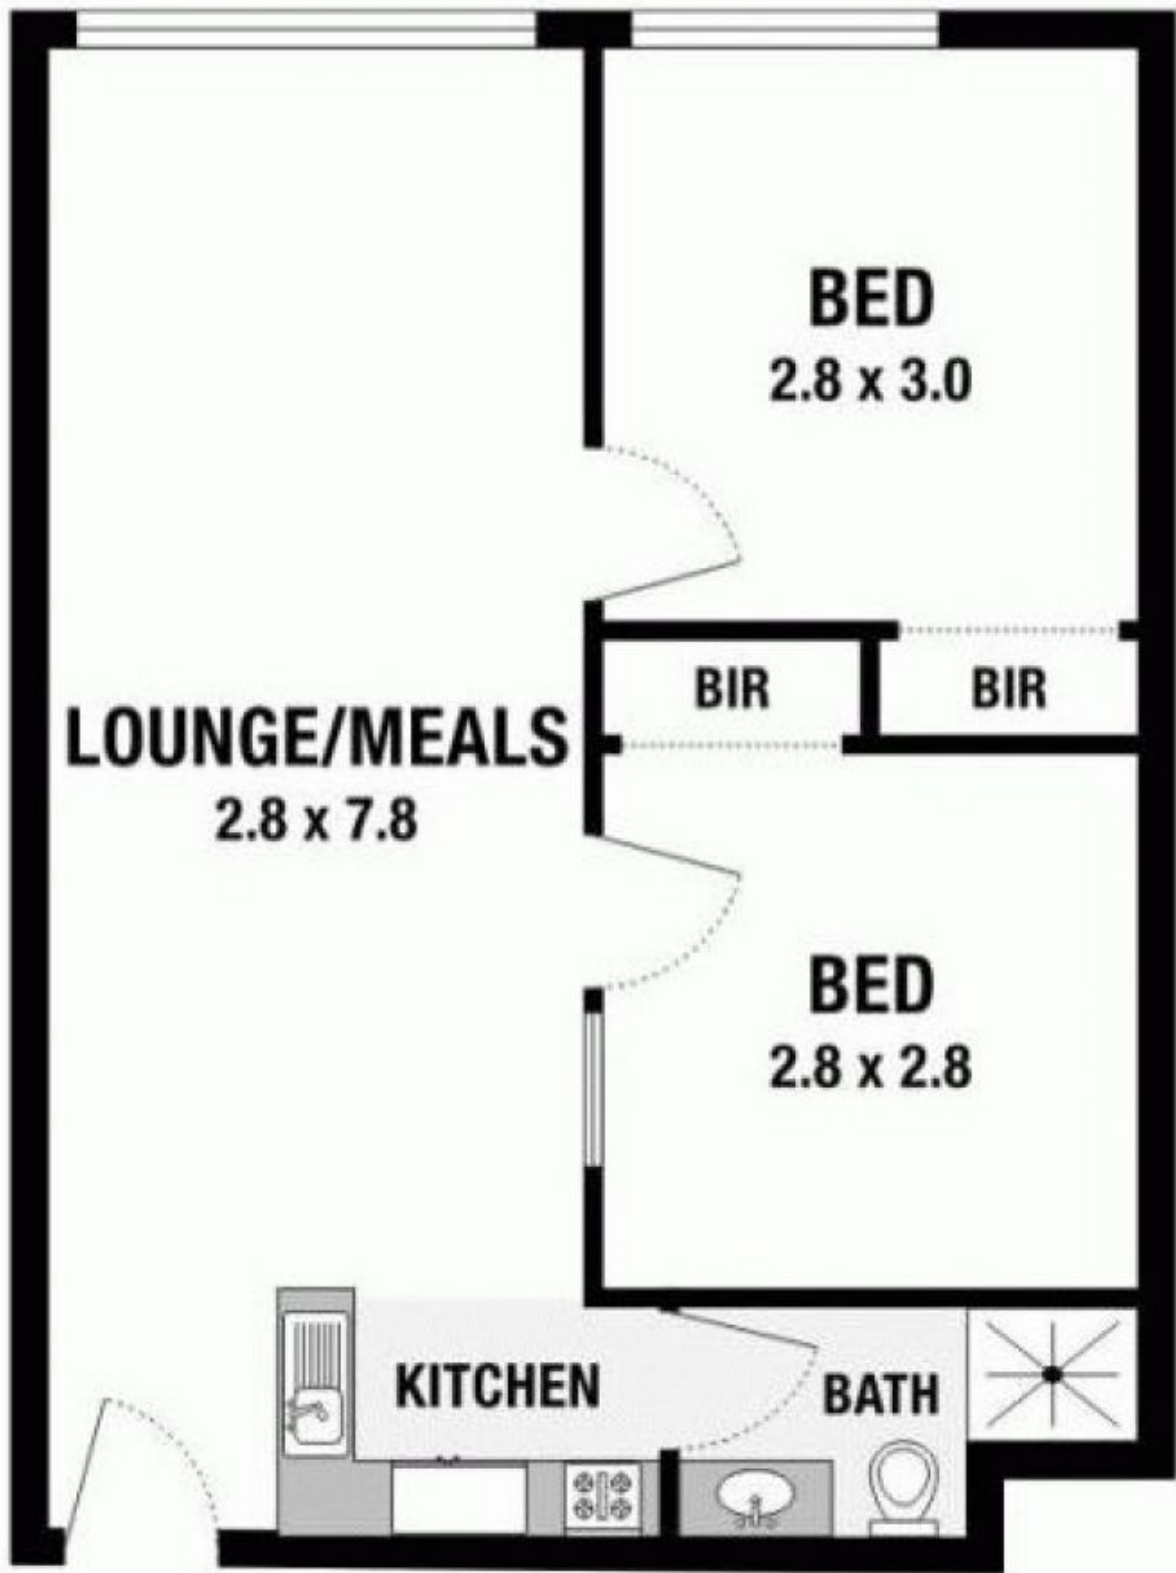 BED
2.8 x 3.0
BIR
BIR
LOUNGE/MEALS
2.8 x 7.8
BED
2.8 x 2.8
KITCHEN
BATH